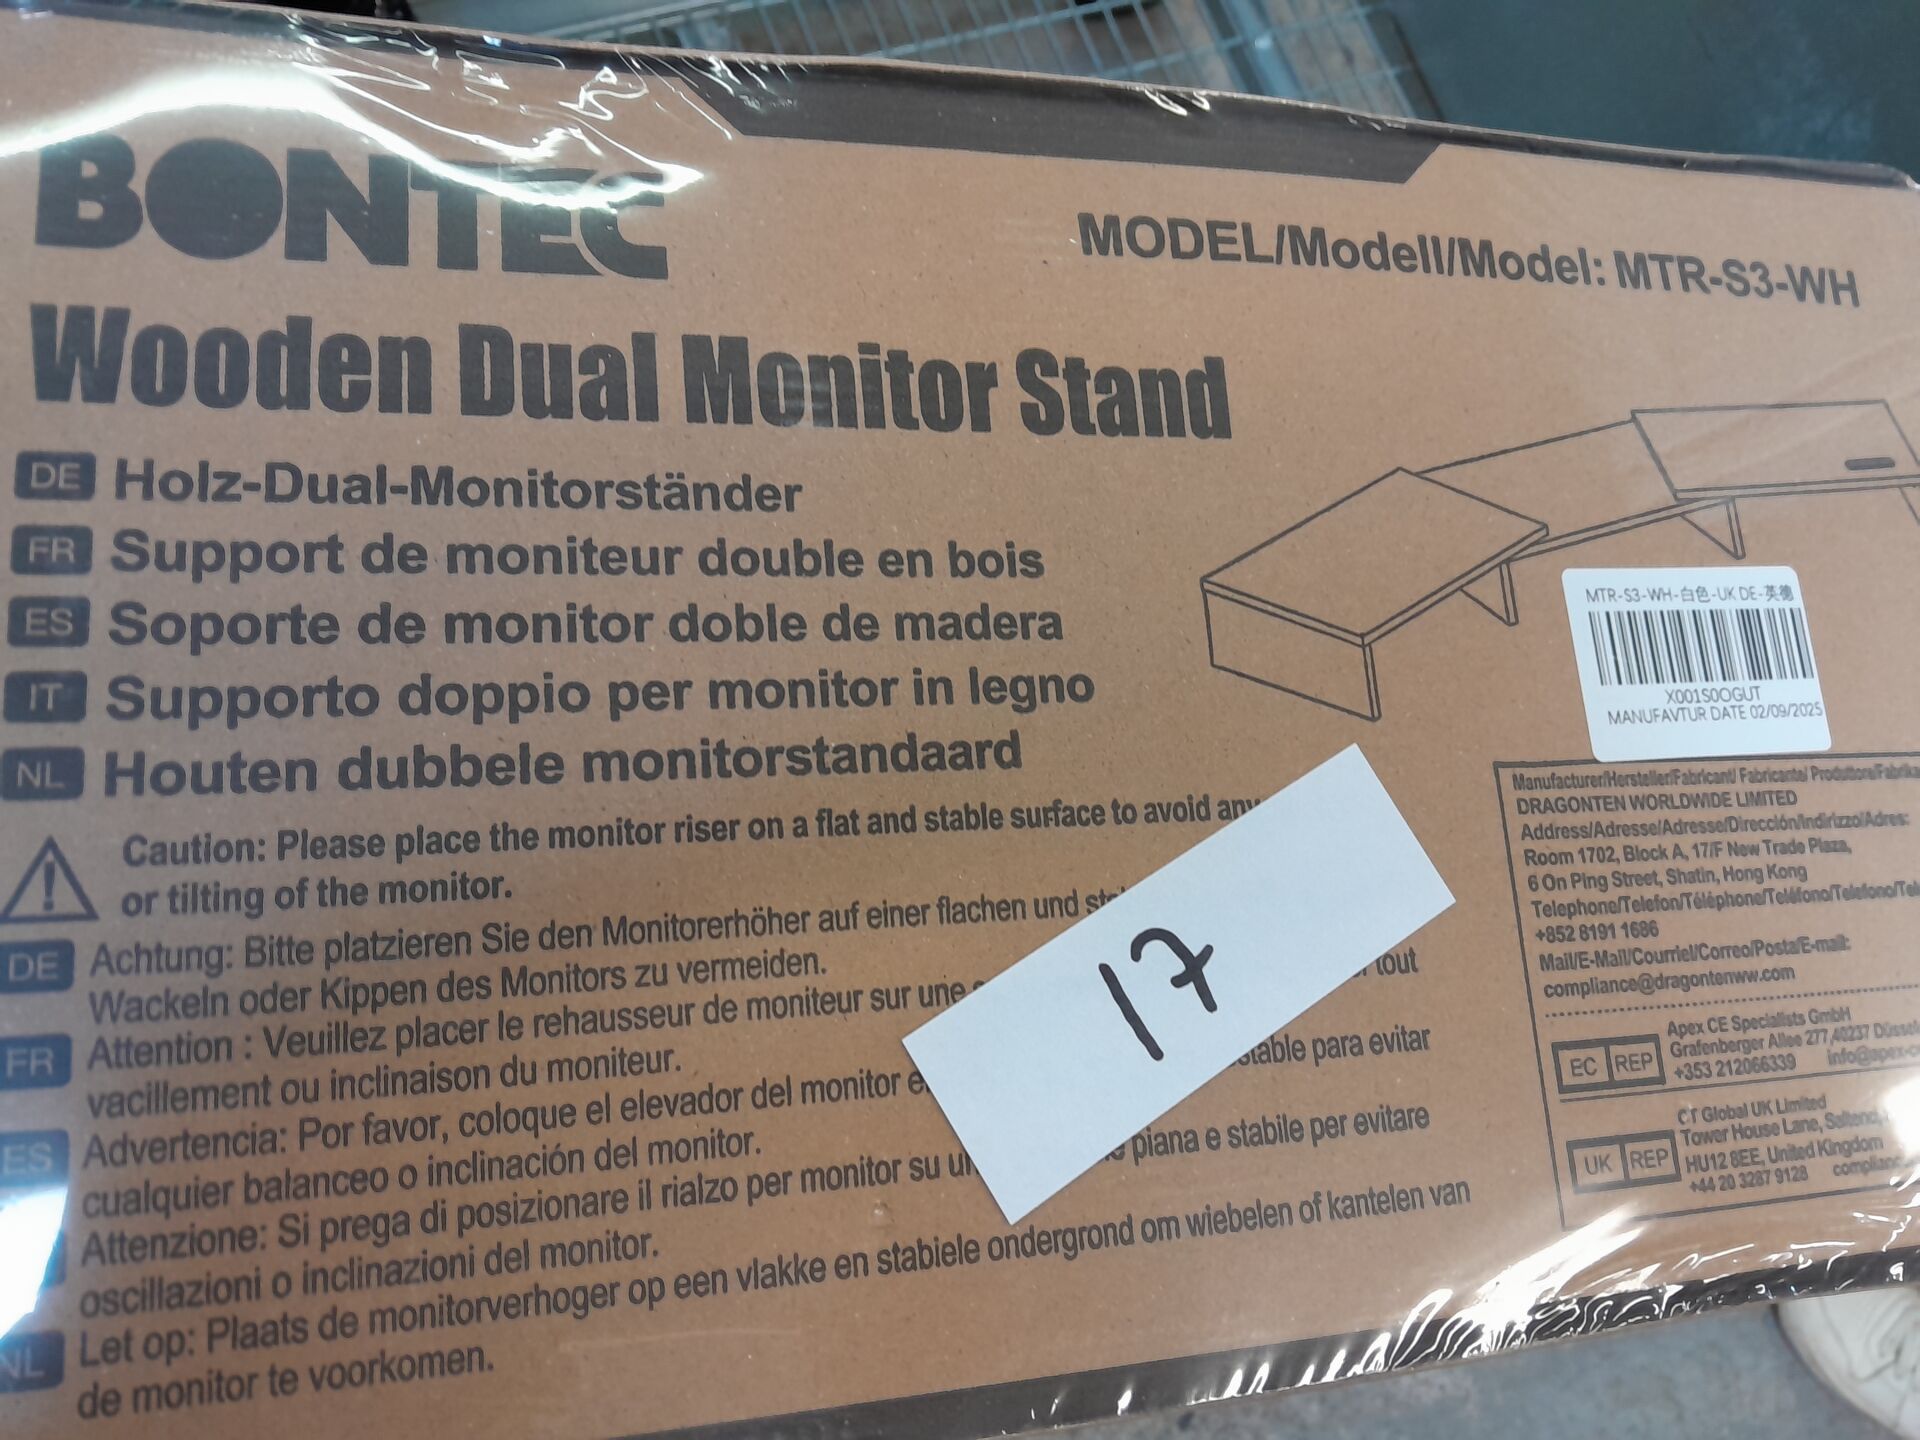 BONTEC
MODEL/Modell/Model: MTR-S3-WH
Wooden Dual Monitor Stand
DE Holz-Dual-Monitorständer
FR Support de moniteur double en bois
ES Soporte de monitor doble de madera
IT Supporto doppio per monitor in legno
NL Houten dubbele monitorstandaard
Caution: Please place the monitor riser on a flat and stable surface to avoid any
or tilting of the monitor.
DE Achtung: Bitte platzieren Sie den Monitorerhöher auf einer flachen und
Wackeln oder Kippen des Monitors zu vermeiden.
FR Attention : Veuillez placer le rehausseur de moniteur sur une tout
vacillement ou inclinaison du moniteur.
ES Advertencia: Por favor, coloque el elevador del monitor para evitar
cualquier balanceo o inclinación del monitor.
Attenzione: Si prega di posizionare il rialzo per monitor su piana e stabile per evitare
oscillazioni o inclinazioni del monitor.
NL Let op: Plaats de monitorverhoger op een vlakke en stabiele ondergrond om wiebelen of kantelen van
de monitor te voorkomen.
17
MTR-S3-WH-白色-UK DE-英德
X001S0OGUT
MANUFAVTUR DATE 02/09/2025
Manufacturer/Hersteller/Fabricant/ Fabricante/ Produttore/
DRAGONTEN WORLDWIDE LIMITED
Address/Adresse/Adresse/Dirección/Indirizzo/Adres:
Room 1702, Block A, 17/F New Trade Plaza,
6 On Ping Street, Shatin, Hong Kong
Telephone/Telefon/Téléphone/Teléfono/Telefono/
+852 8191 1686
Mail/E-Mail/Courriel/Correo/Posta/E-mail:
compliance@dragontenww.com
EC REP
Apex CE Specialists GmbH
Grafenberger Allee 277,40237
+353 212066339
UK REP
CT Global UK Limited
Tower House Lane,
HU12 8EE, United Kingdom
+44 20 3287 9128